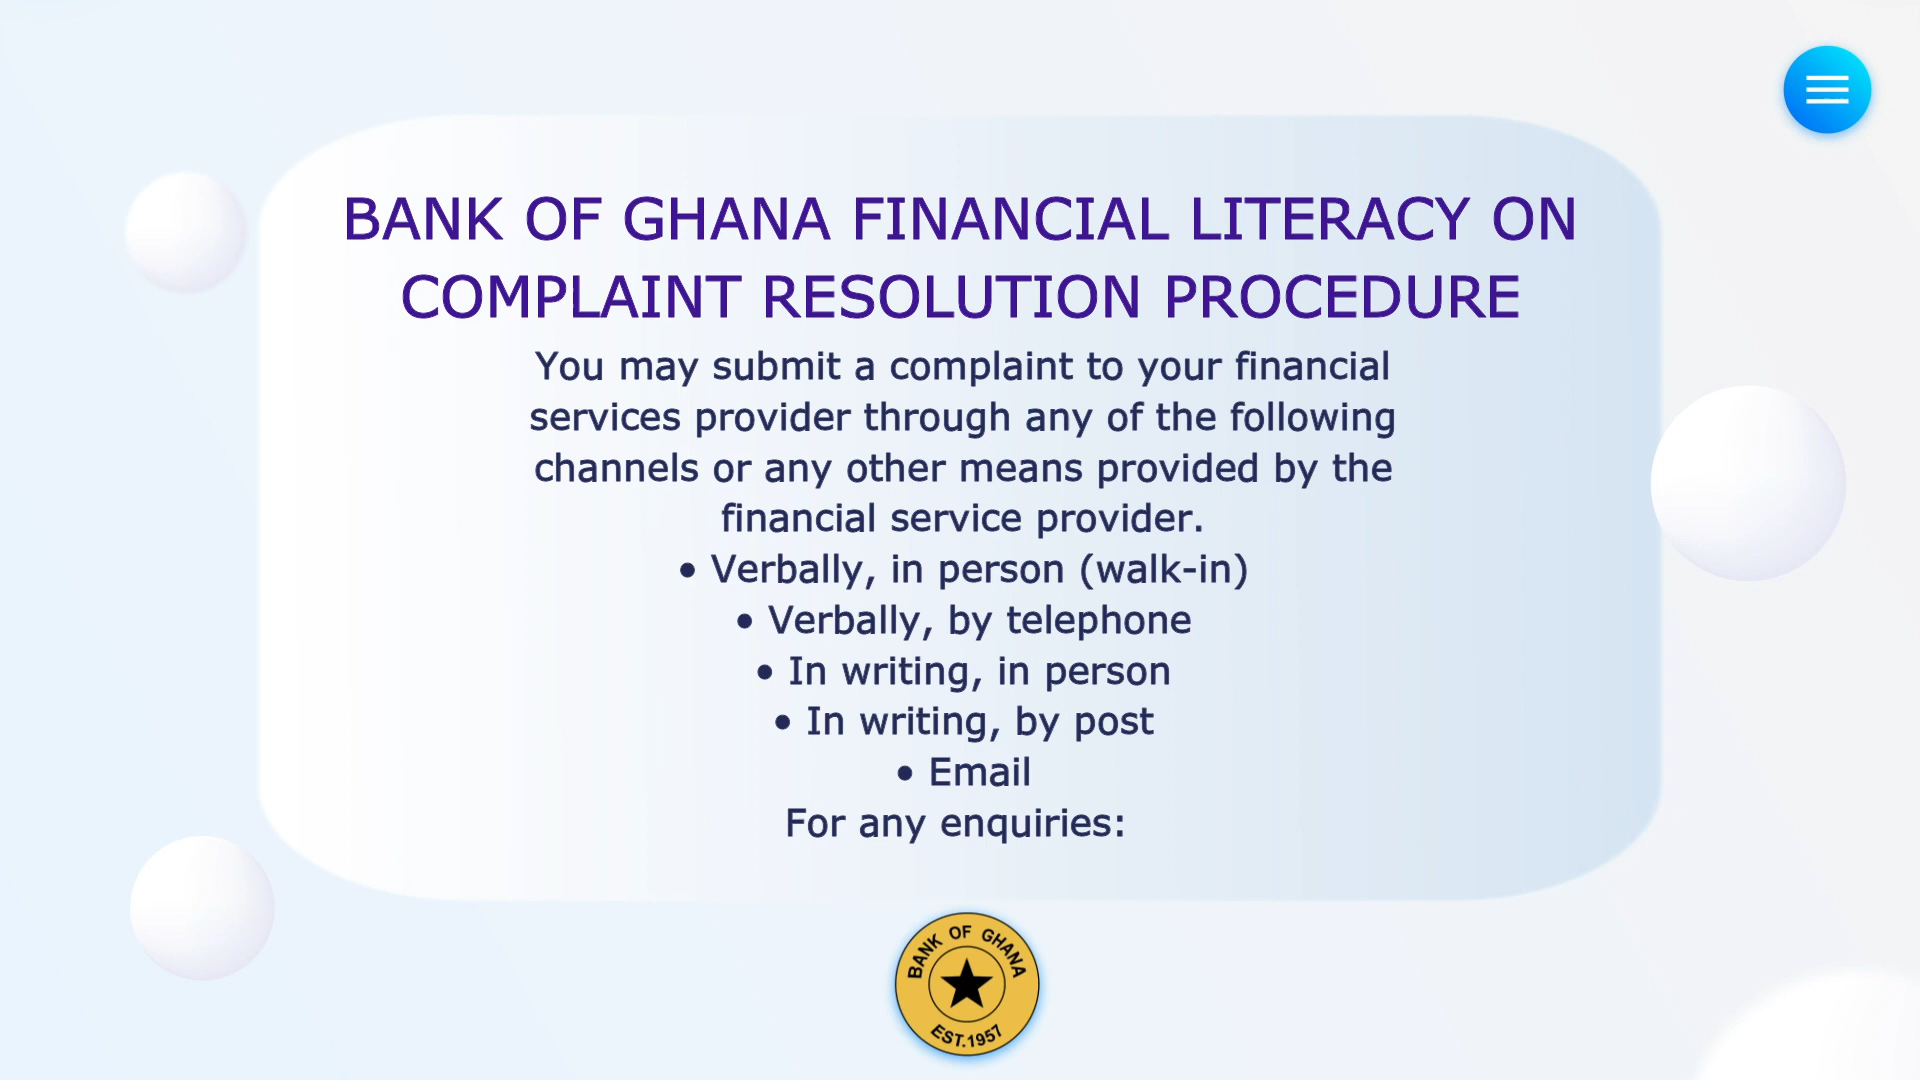 BANK OF GHANA FINANCIAL LITERACY ON
COMPLAINT RESOLUTION PROCEDURE
You may submit a complaint to your financial
services provider through any of the following
channels or any other means provided by the
financial service provider.
• Verbally, in person (walk-in)
• Verbally, by telephone
• In writing, in person
• In writing, by post
• Email
For any enquiries:
BANK OF GHANA
EST.1957